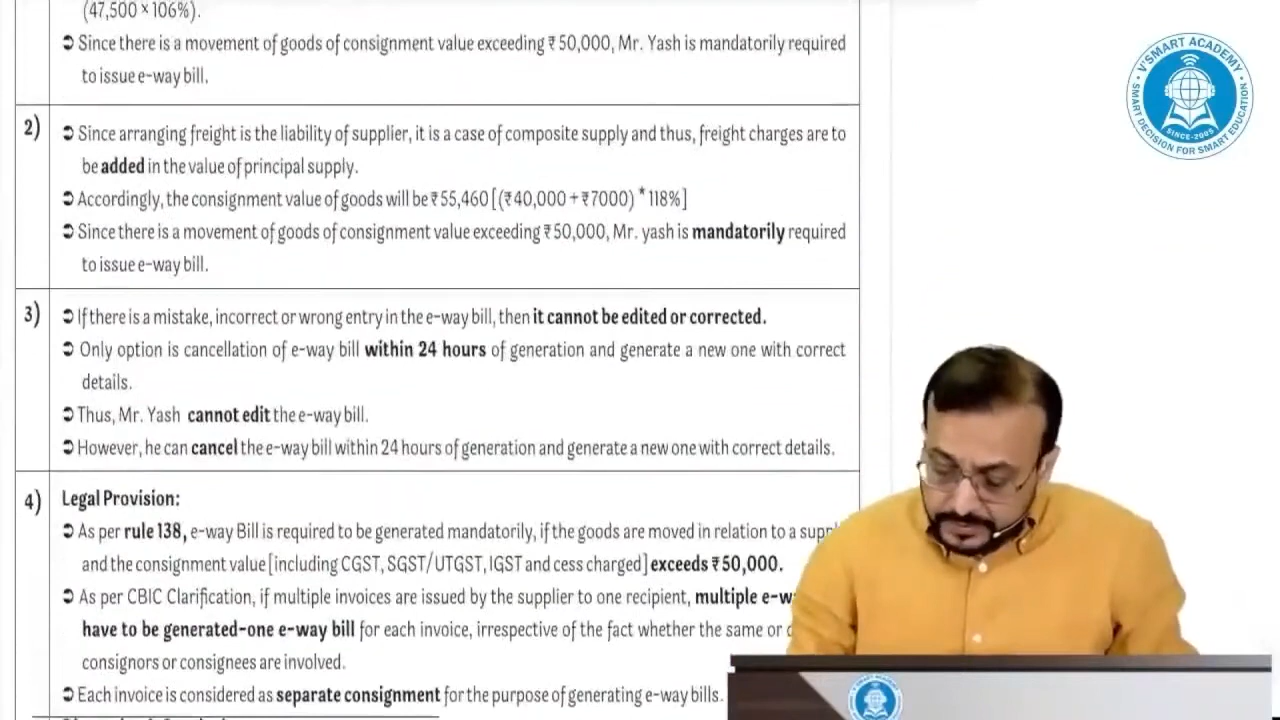 (47,500 × 106%).
➲ Since there is a movement of goods of consignment value exceeding ₹ 50,000, Mr. Yash is mandatorily required
to issue e-way bill.
2) ➲ Since arranging freight is the liability of supplier, it is a case of composite supply and thus, freight charges are to
be added in the value of principal supply.
➲ Accordingly, the consignment value of goods will be ₹ 55,460 [(₹ 40,000 + ₹ 7000) * 118%]
➲ Since there is a movement of goods of consignment value exceeding ₹ 50,000, Mr. yash is mandatorily required
to issue e-way bill.
3) ➲ If there is a mistake, incorrect or wrong entry in the e-way bill, then it cannot be edited or corrected.
➲ Only option is cancellation of e-way bill within 24 hours of generation and generate a new one with correct
details.
➲ Thus, Mr. Yash cannot edit the e-way bill.
➲ However, he can cancel the e-way bill within 24 hours of generation and generate a new one with correct details.
4) Legal Provision:
➲ As per rule 138, e-way Bill is required to be generated mandatorily, if the goods are moved in relation to a
and the consignment value [including CGST, SGST/UTGST, IGST and cess charged] exceeds ₹ 50,000.
➲ As per CBIC Clarification, if multiple invoices are issued by the supplier to one recipient, multiple
have to be generated-one e-way bill for each invoice, irrespective of the fact whether the same or
consignors or consignees are involved.
➲ Each invoice is considered as separate consignment for the purpose of generating e-way bills.
V'SMART ACADEMY
SMART DECISION FOR SMART EDUCATION
SINCE-2005